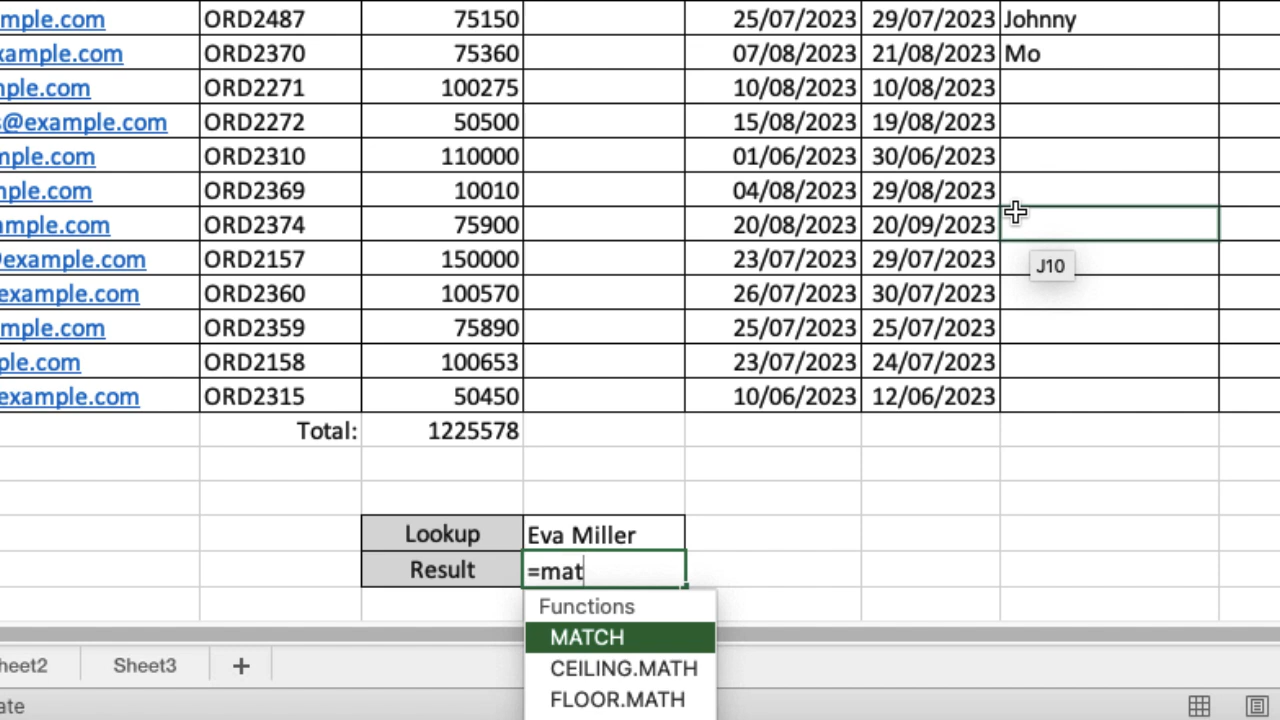 mple.com ORD2487 75150 25/07/2023 29/07/2023 Johnny
xample.com ORD2370 75360 07/08/2023 21/08/2023 Mo
nple.com ORD2271 100275 10/08/2023 10/08/2023
s@example.com ORD2272 50500 15/08/2023 19/08/2023
mple.com ORD2310 110000 01/06/2023 30/06/2023
nple.com ORD2369 10010 04/08/2023 29/08/2023
ample.com ORD2374 75900 20/08/2023 20/09/2023
@example.com ORD2157 150000 23/07/2023 29/07/2023
J10
example.com ORD2360 100570 26/07/2023 30/07/2023
mple.com ORD2359 75890 25/07/2023 25/07/2023
ple.com ORD2158 100653 23/07/2023 24/07/2023
example.com ORD2315 50450 10/06/2023 12/06/2023
Total: 1225578
Lookup Eva Miller
Result =mat
Functions
MATCH
CEILING.MATH
FLOOR.MATH
heet2 Sheet3 +
ate